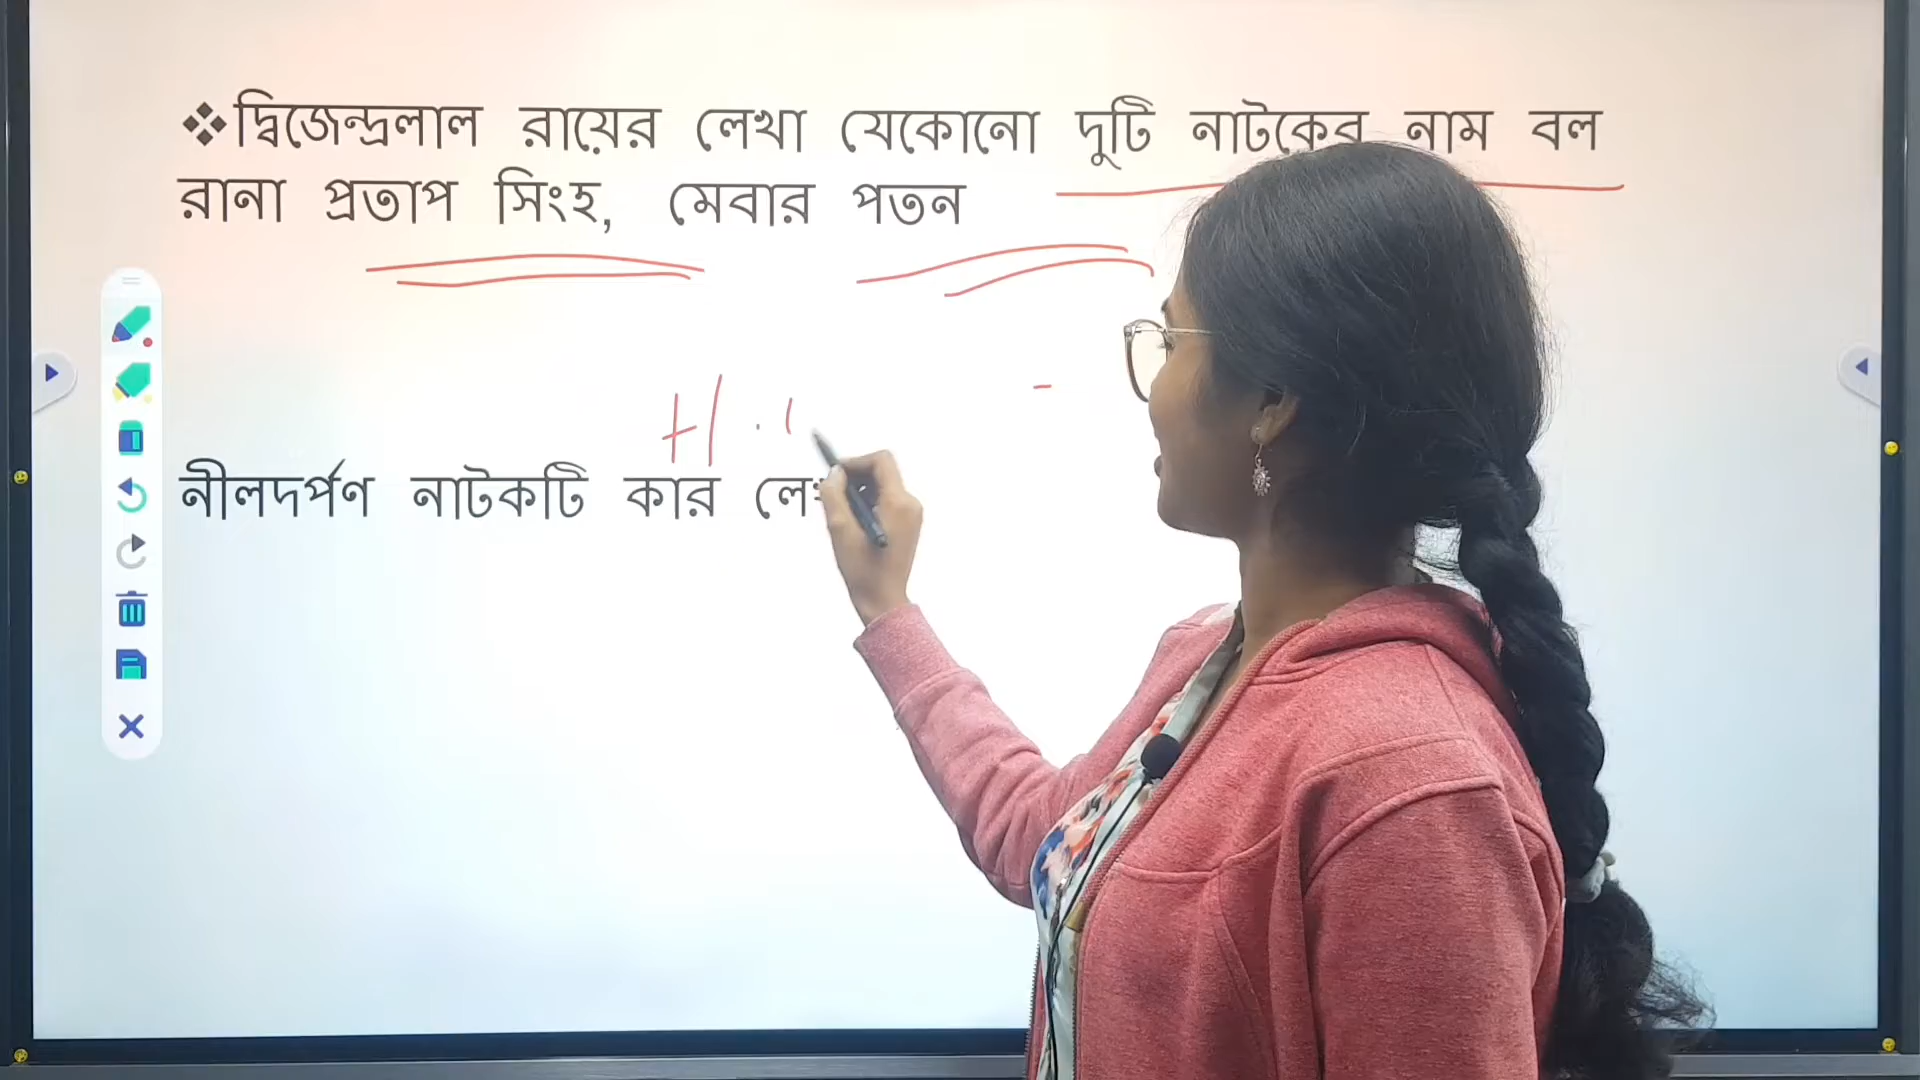 ❖দ্বিজেন্দ্রলাল রায়ের লেখা যেকোনো দুটি নাটকের নাম বল
রানা প্রতাপ সিংহ, মেবার পতন
H .
নীলদর্পণ নাটকটি কার